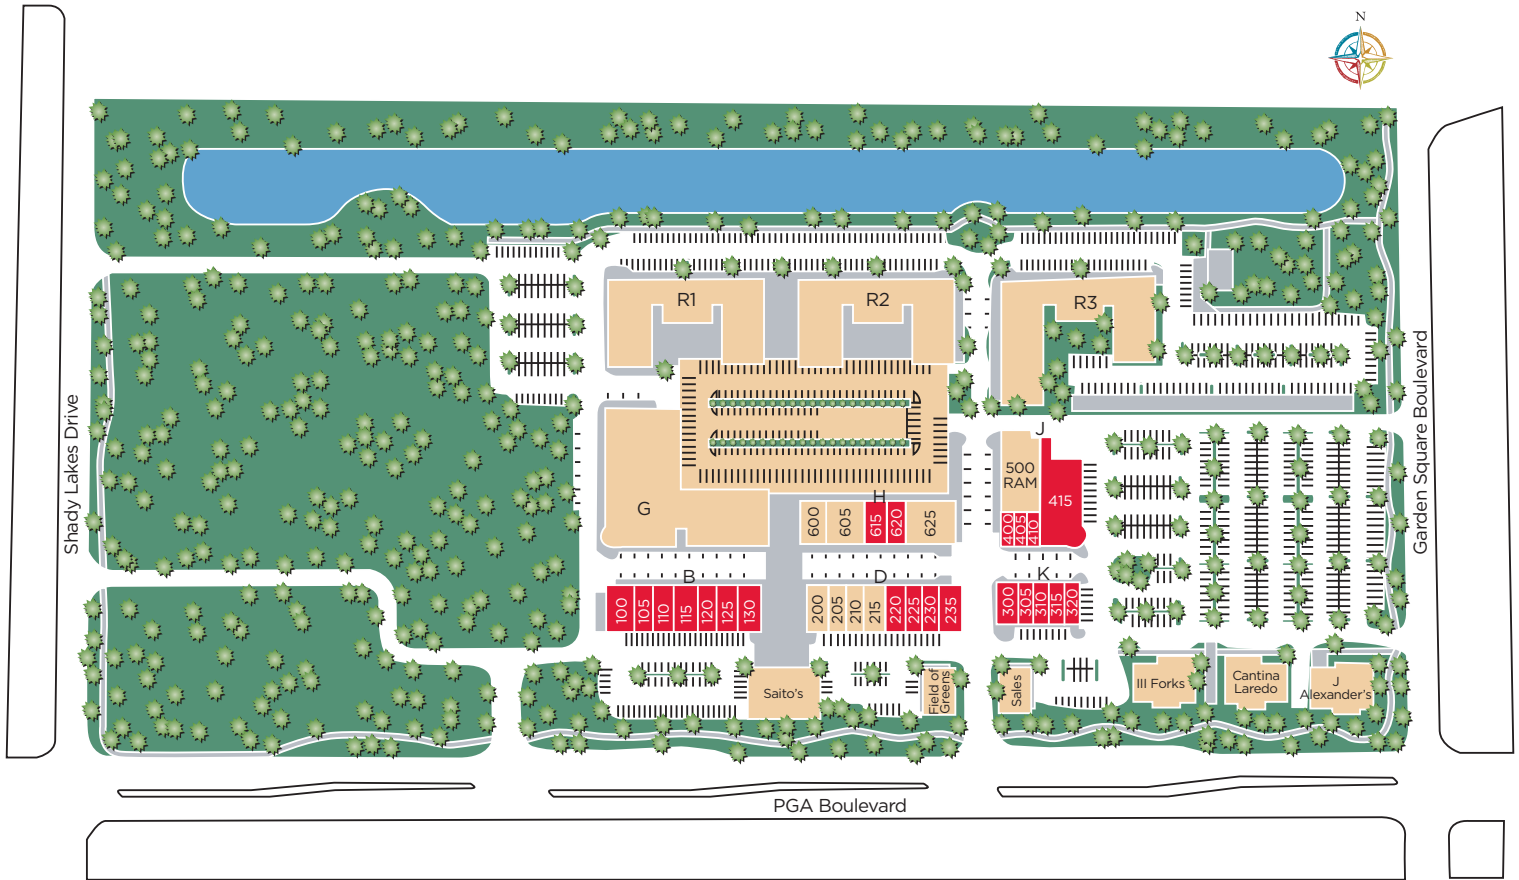 N
R1
R2
R3
Shady Lakes Drive
Garden Square Boulevard
J
500
RAM
415
400
405
410
G
H
600
605
615
620
625
B
100
105
110
115
120
125
130
D
200
205
210
215
220
225
230
235
K
300
305
310
315
320
Saito's
Field of
Greens
Sales
III Forks
Cantina
Laredo
J
Alexander's
PGA Boulevard